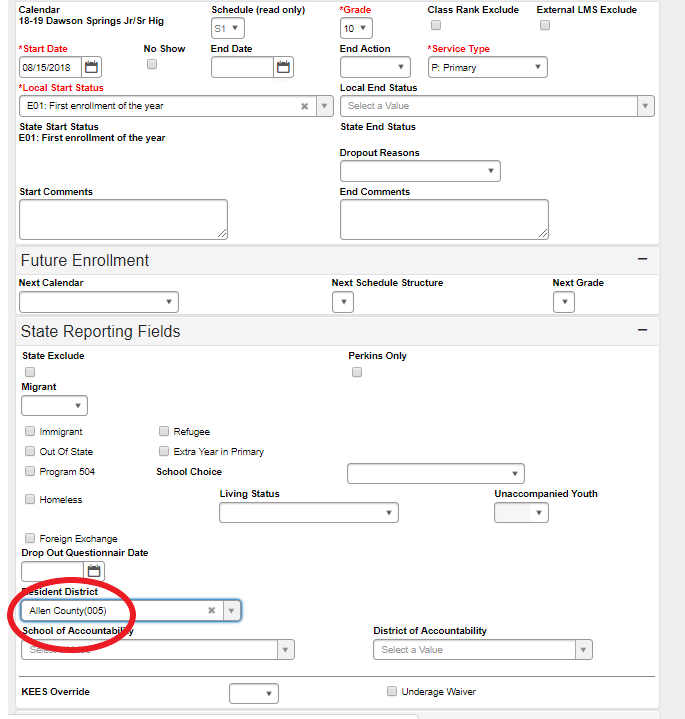 Calendar Schedule (read only) *Grade Class Rank Exclude External LMS Exclude
18-19 Dawson Springs Jr/Sr Hig S1 10
*Start Date No Show End Date End Action *Service Type
08/15/2018 P: Primary
*Local Start Status Local End Status
E01: First enrollment of the year Select a Value
State Start Status State End Status
E01: First enrollment of the year
Dropout Reasons
Start Comments End Comments
Future Enrollment
Next Calendar Next Schedule Structure Next Grade
State Reporting Fields
State Exclude Perkins Only
Migrant
Immigrant Refugee
Out Of State Extra Year in Primary
Program 504 School Choice
Homeless Living Status Unaccompanied Youth
Foreign Exchange
Drop Out Questionnair Date
Resident District
Allen County(005)
School of Accountability District of Accountability
Select a Value
KEES Override Underage Waiver